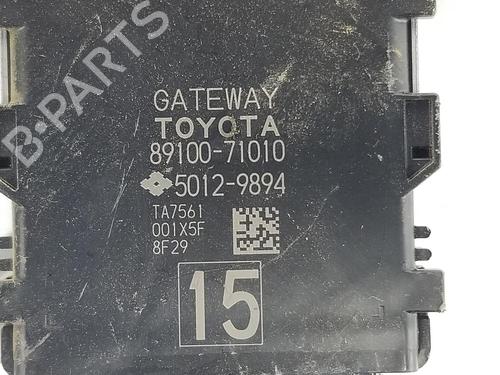 B-PARTS
GATEWAY
TOYOTA
89100-71010
5012-9894
TA7561
001X5F
8F29
15